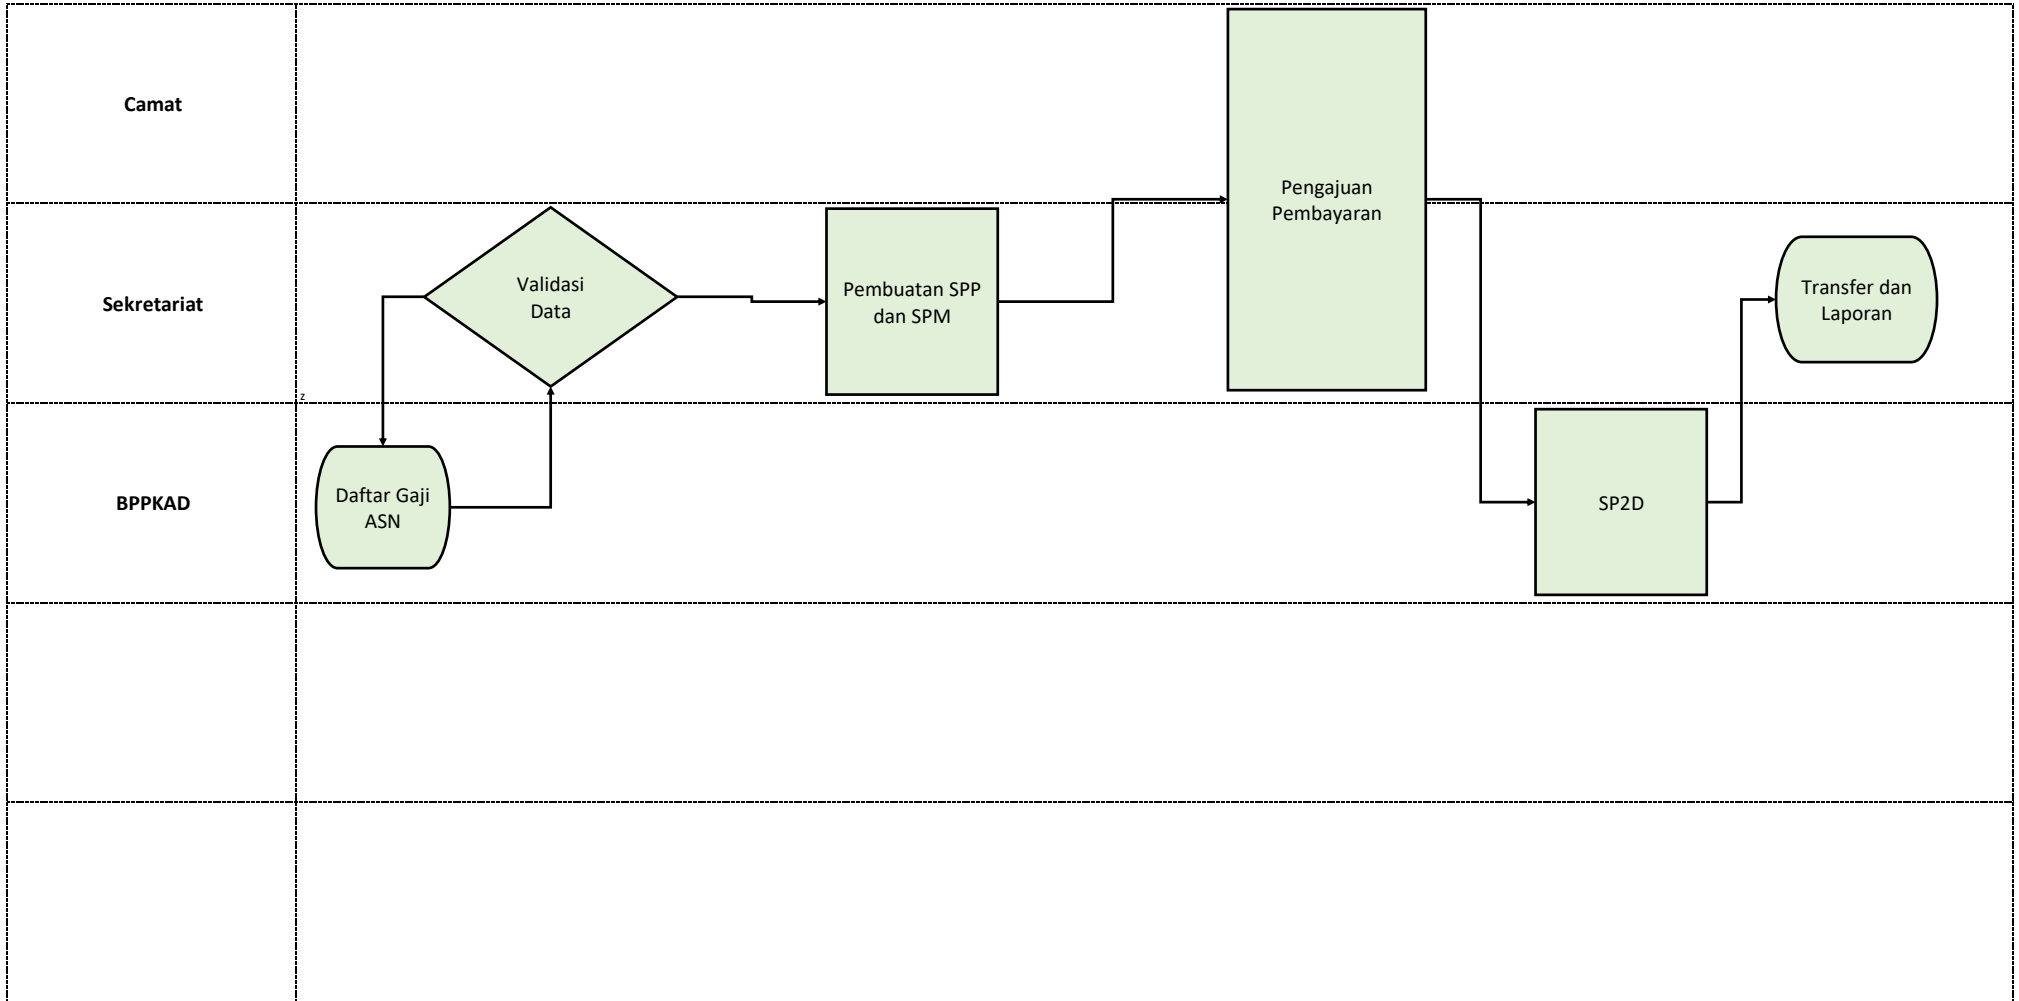 Camat
Pengajuan
Pembayaran
Sekretariat
Validasi
Data
Pembuatan SPP
dan SPM
Transfer dan
Laporan
z
BPPKAD
Daftar Gaji
ASN
SP2D